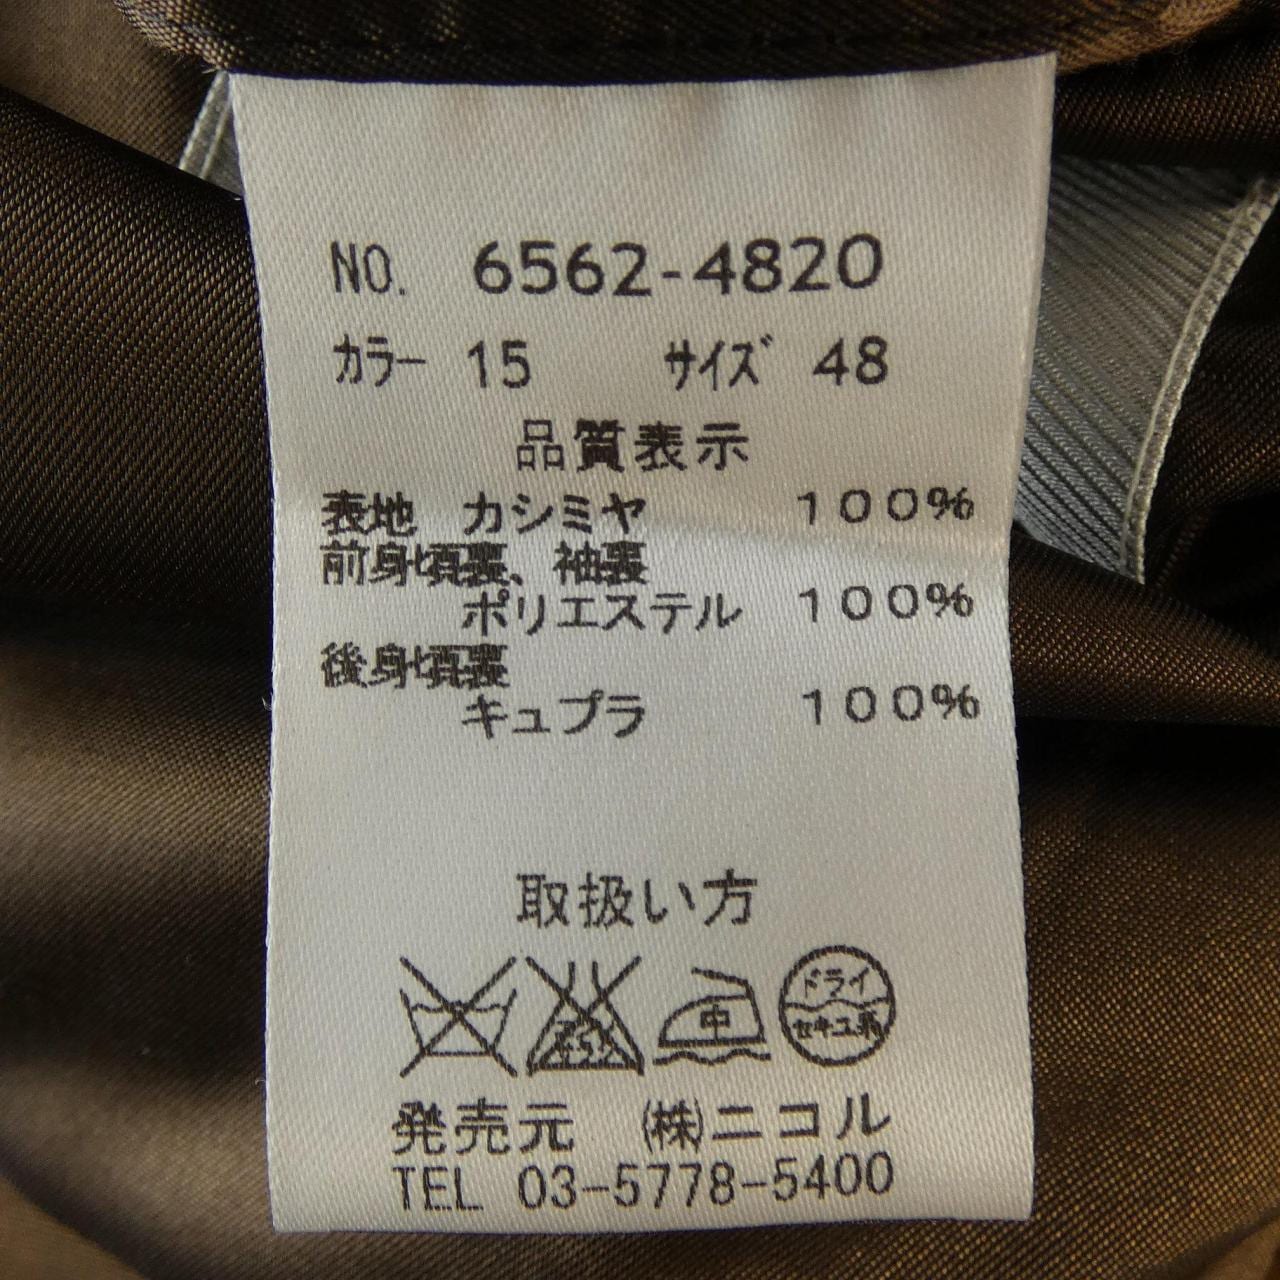 NO. 6562-4820
カラー 15 サイズ 48
品質表示
表地 カシミヤ 100%
前身頃裏、袖裏
ポリエステル 100%
後身頃裏
キュプラ 100%
取扱い方
中 ドライ
セキユ系
発売元 ㈱ニコル
TEL 03-5778-5400